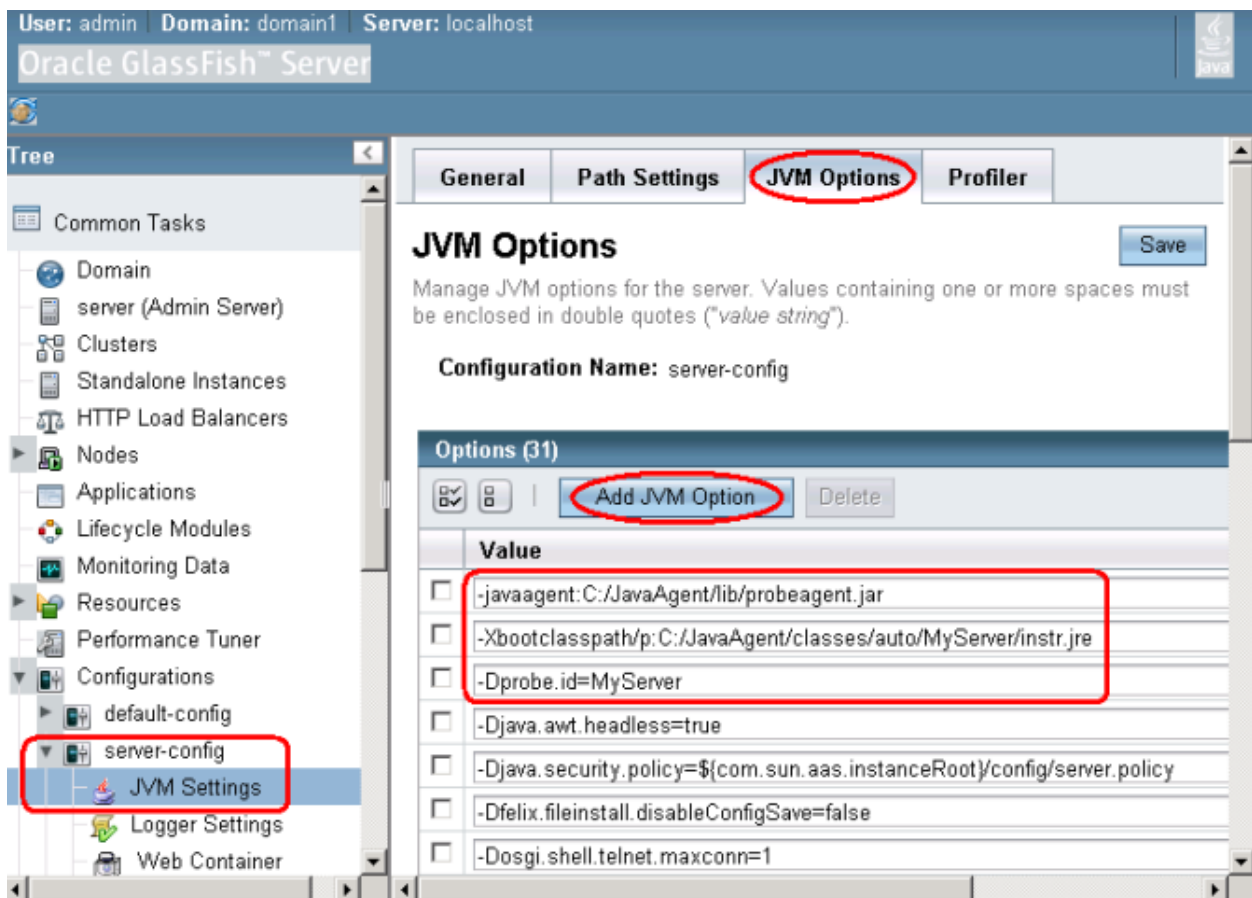 User: admin Domain: domain1 Server: localhost
Oracle GlassFish™ Server
Java
Tree
Common Tasks
Domain
server (Admin Server)
Clusters
Standalone Instances
HTTP Load Balancers
Nodes
Applications
Lifecycle Modules
Monitoring Data
Resources
Performance Tuner
Configurations
default-config
server-config
JVM Settings
Logger Settings
Web Container
General Path Settings JVM Options Profiler
JVM Options
Save
Manage JVM options for the server. Values containing one or more spaces must
be enclosed in double quotes ("value string").
Configuration Name: server-config
Options (31)
Add JVM Option Delete
Value
-javaagent:C:/JavaAgent/lib/probeagent.jar
-Xbootclasspath/p:C:/JavaAgent/classes/auto/MyServer/instr.jre
-Dprobe.id=MyServer
-Djava.awt.headless=true
-Djava.security.policy=${com.sun.aas.instanceRoot}/config/server.policy
-Dfelix.fileinstall.disableConfigSave=false
-Dosgi.shell.telnet.maxconn=1